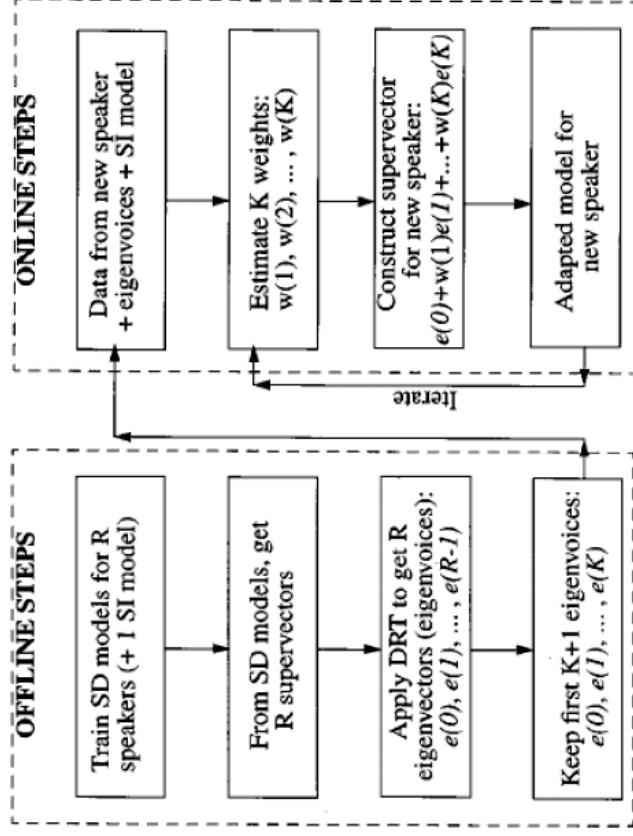 OFFLINE STEPS
Train SD models for R
speakers (+ 1 SI model)
From SD models, get
R supervectors
Apply DRT to get R
eigenvectors (eigenvoices):
e(0), e(1), ... , e(R-1)
Keep first K+1 eigenvoices:
e(0), e(1), ... , e(K)
ONLINE STEPS
Data from new speaker
+ eigenvoices + SI model
Estimate K weights:
w(1), w(2), ... , w(K)
Construct supervector
for new speaker:
e(0)+w(1)e(1)+...+w(K)e(K)
Adapted model for
new speaker
Iterate